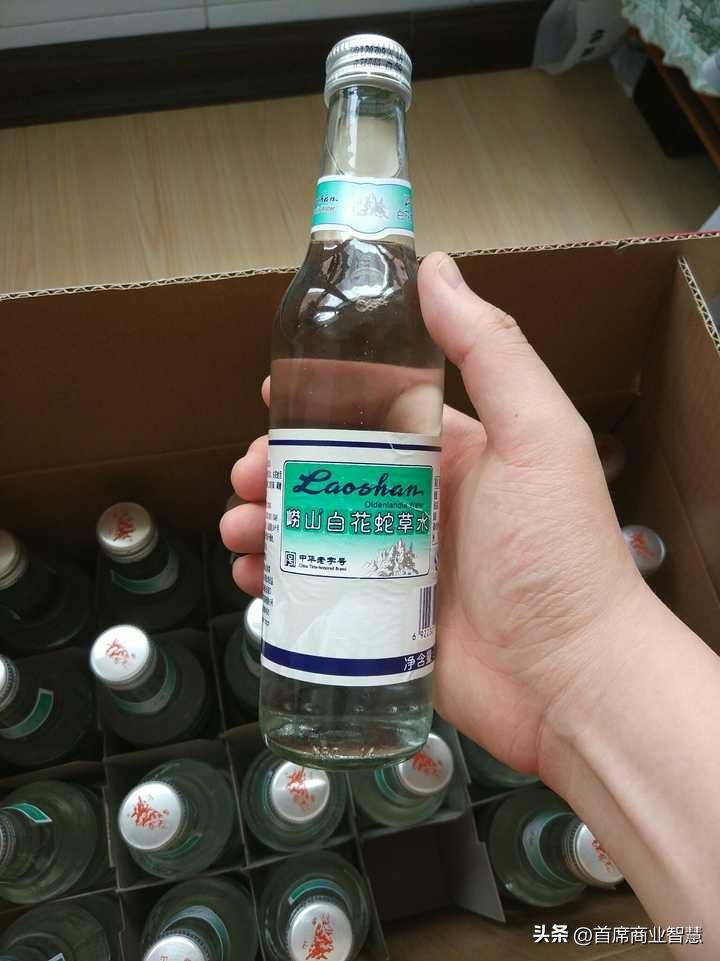 Laoshan
Oldenlandia Water
崂山白花蛇草水
中华老字号
China Time-honored Brand
净含量
头条 @首席商业智慧